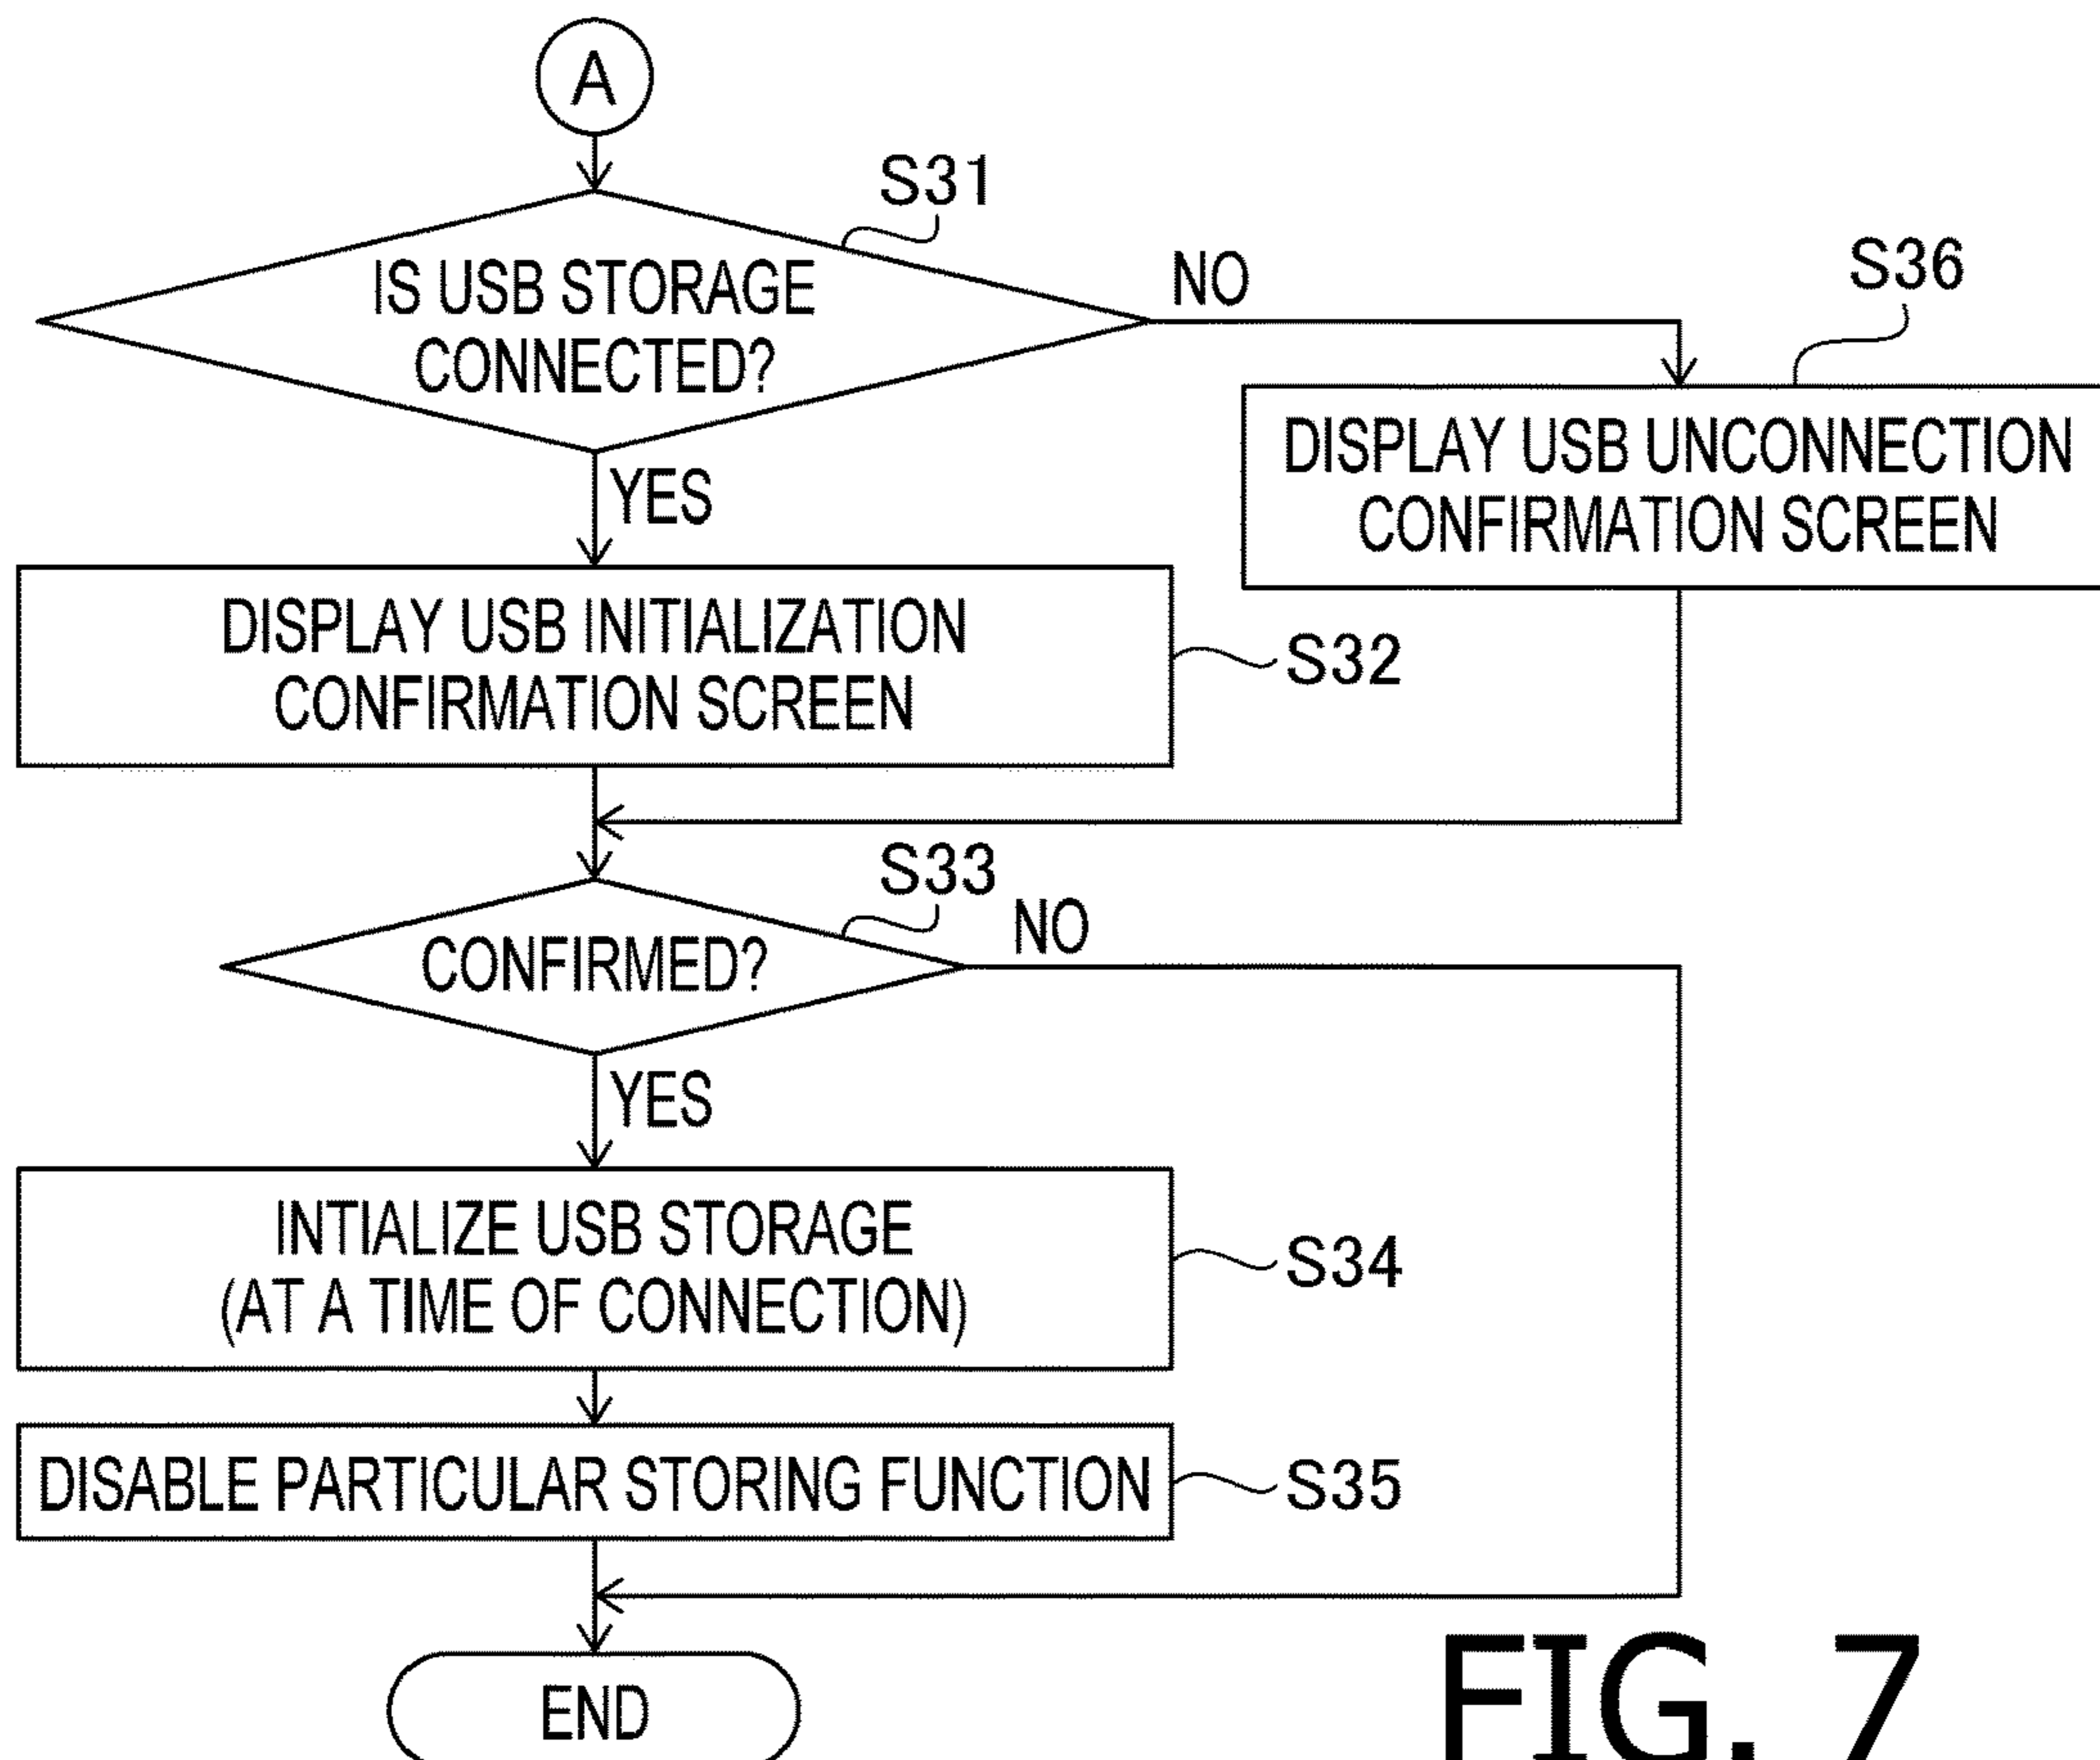 A
S31
IS USB STORAGE
CONNECTED?
NO
S36
DISPLAY USB UNCONNECTION
CONFIRMATION SCREEN
YES
DISPLAY USB INITIALIZATION
CONFIRMATION SCREEN
S32
S33
CONFIRMED?
NO
YES
INTIALIZE USB STORAGE
(AT A TIME OF CONNECTION)
S34
DISABLE PARTICULAR STORING FUNCTION
S35
END
FIG. 7